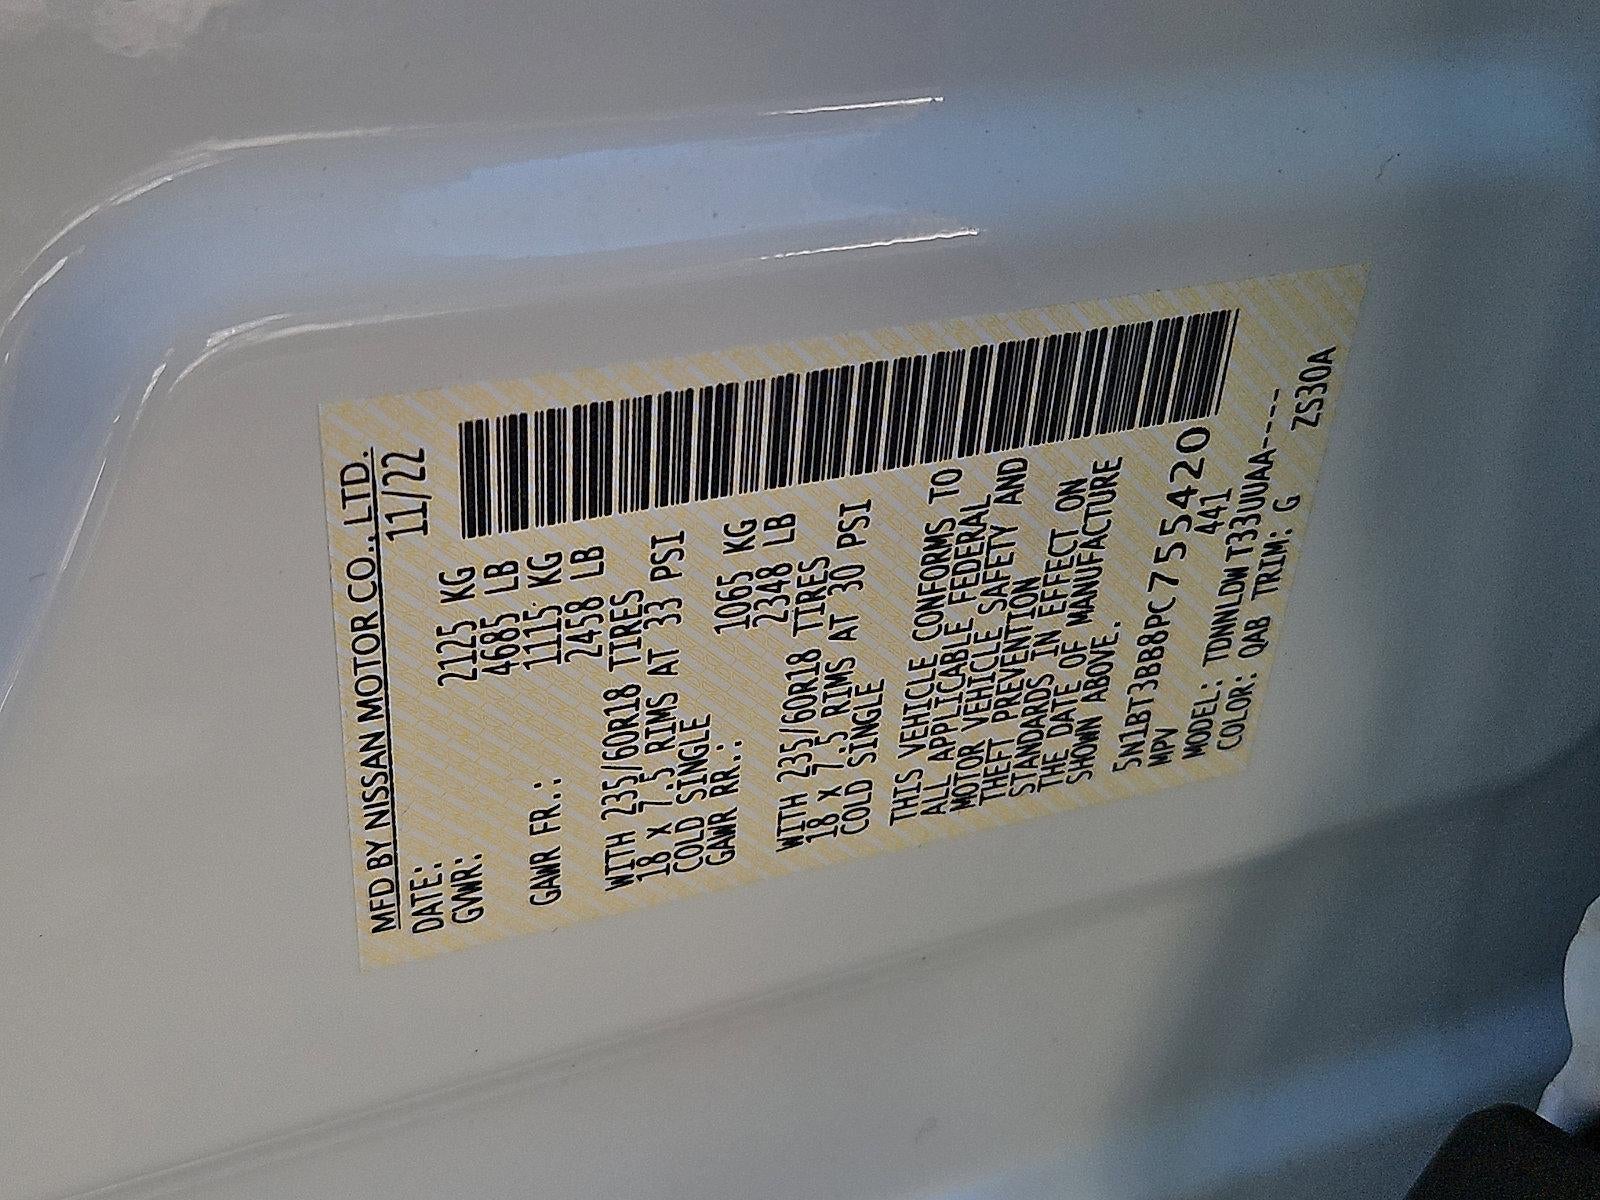 MFD BY NISSAN MOTOR CO., LTD.
DATE: 11/22
GVWR: 2125 KG
4685 LB
GAWR FR.: 1115 KG
2458 LB
WITH 235/60R18 TIRES
18 x 7.5 RIMS AT 33 PSI
COLD SINGLE
GAWR RR.: 1065 KG
2348 LB
WITH 235/60R18 TIRES
18 x 7.5 RIMS AT 30 PSI
COLD SINGLE
THIS VEHICLE CONFORMS TO
ALL APPLICABLE FEDERAL
MOTOR VEHICLE SAFETY AND
THEFT PREVENTION
STANDARDS IN EFFECT ON
THE DATE OF MANUFACTURE
SHOWN ABOVE.
5N1BT3BB8PC755420
MPV 441
MODEL: TDNNLDW T33UUAA----
COLOR: QAB TRIM: G ZS30A